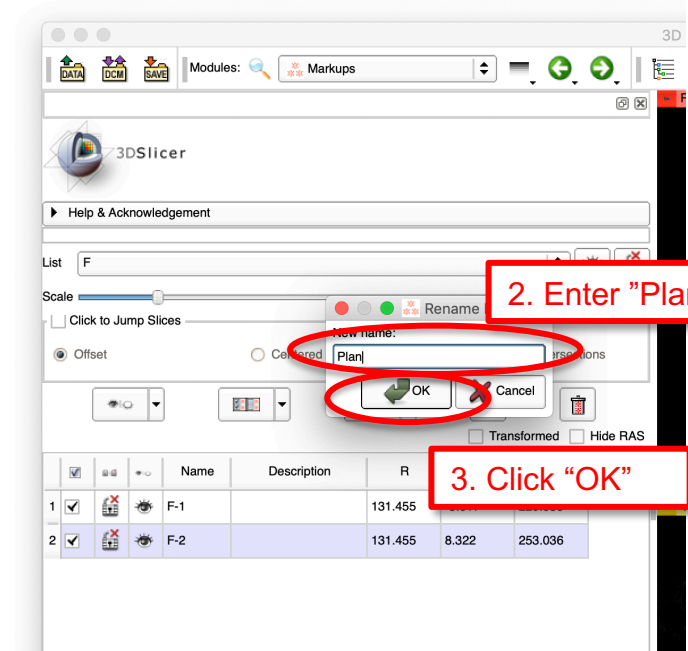 3D
DATA DCM SAVE Modules: Markups
F
3DSlicer
Help & Acknowledgement
List F
Scale
Rename
2. Enter ”Plan
Click to Jump Slices
New name:
Offset Centered Plan
OK Cancel
Transformed Hide RAS
3. Click “OK”
Name Description R
1 F-1 131.455
2 F-2 131.455 8.322 253.036